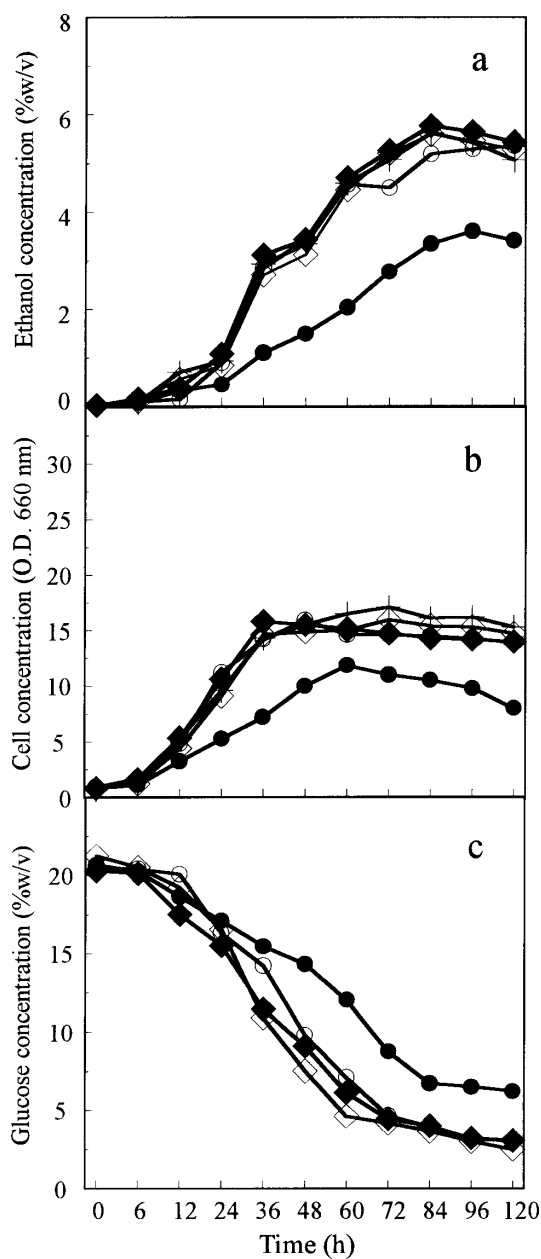 8
6
4
2
0
Ethanol concentration (%w/v)
a
30
25
20
15
10
5
0
Cell concentration (O.D. 660 nm)
b
20
15
10
5
0
Glucose concentration (%w/v)
c
0 6 12 24 36 48 60 72 84 96 120
Time (h)